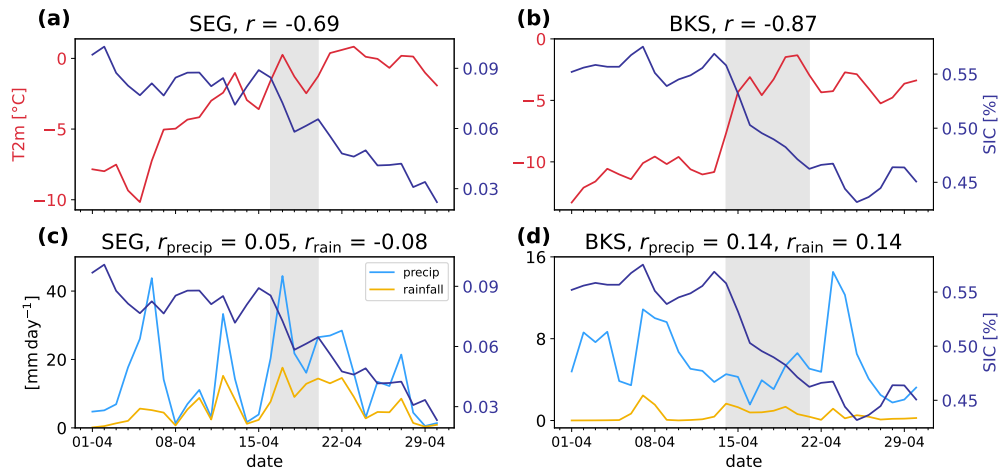 (a) SEG, r = -0.69
(b) BKS, r = -0.87
T2m [°C]
0
−5
−10
0.09
0.06
0.03
0
−5
−10
0.55
0.50
0.45
SIC [%]
(c) SEG, r_precip = 0.05, r_rain = -0.08
(d) BKS, r_precip = 0.14, r_rain = 0.14
[mm day⁻¹]
40
20
0
precip
rainfall
0.09
0.06
0.03
16
8
0
0.55
0.50
0.45
SIC [%]
01-04 08-04 15-04 22-04 29-04
date
01-04 08-04 15-04 22-04 29-04
date